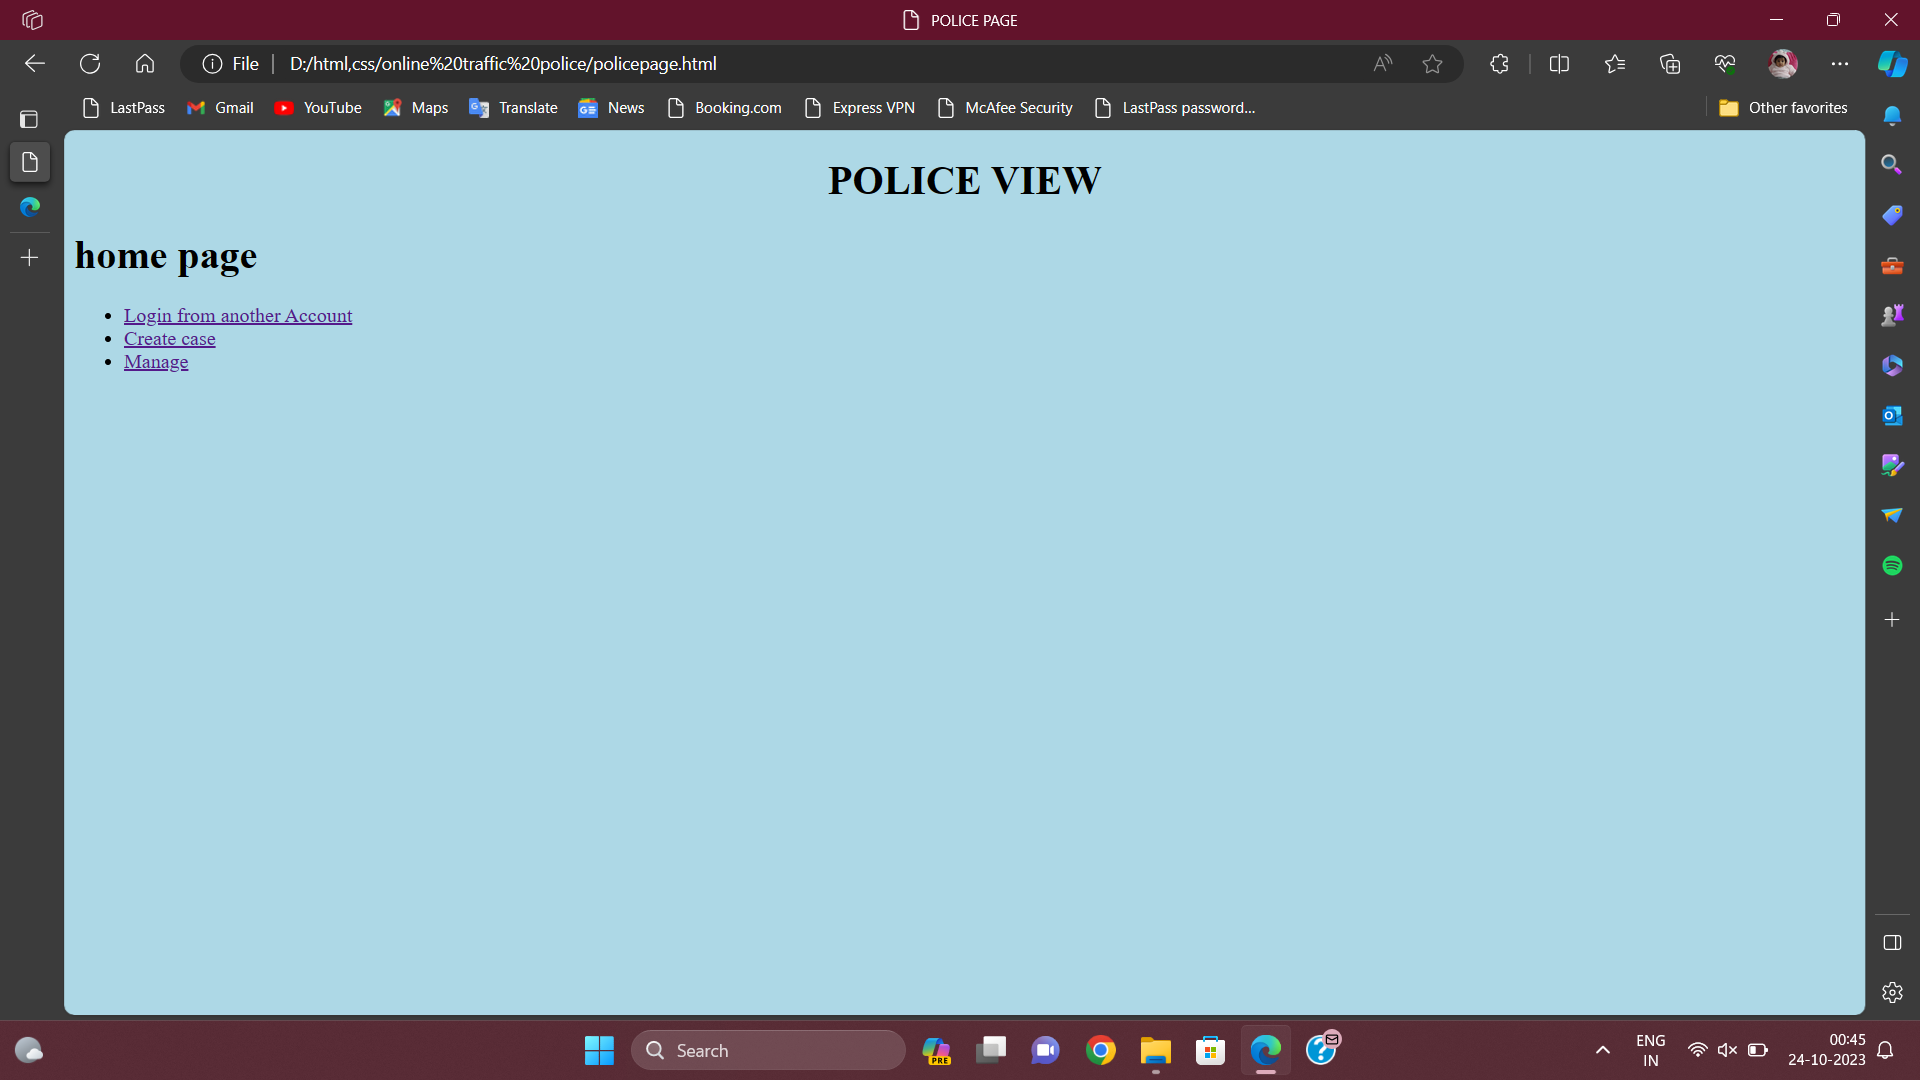 POLICE PAGE
File D:/html,css/online%20traffic%20police/policepage.html
LastPass Gmail YouTube Maps Translate News Booking.com Express VPN McAfee Security LastPass password... Other favorites
POLICE VIEW
home page
Login from another Account
Create case
Manage
Search
PRE
ENG
IN
00:45
24-10-2023